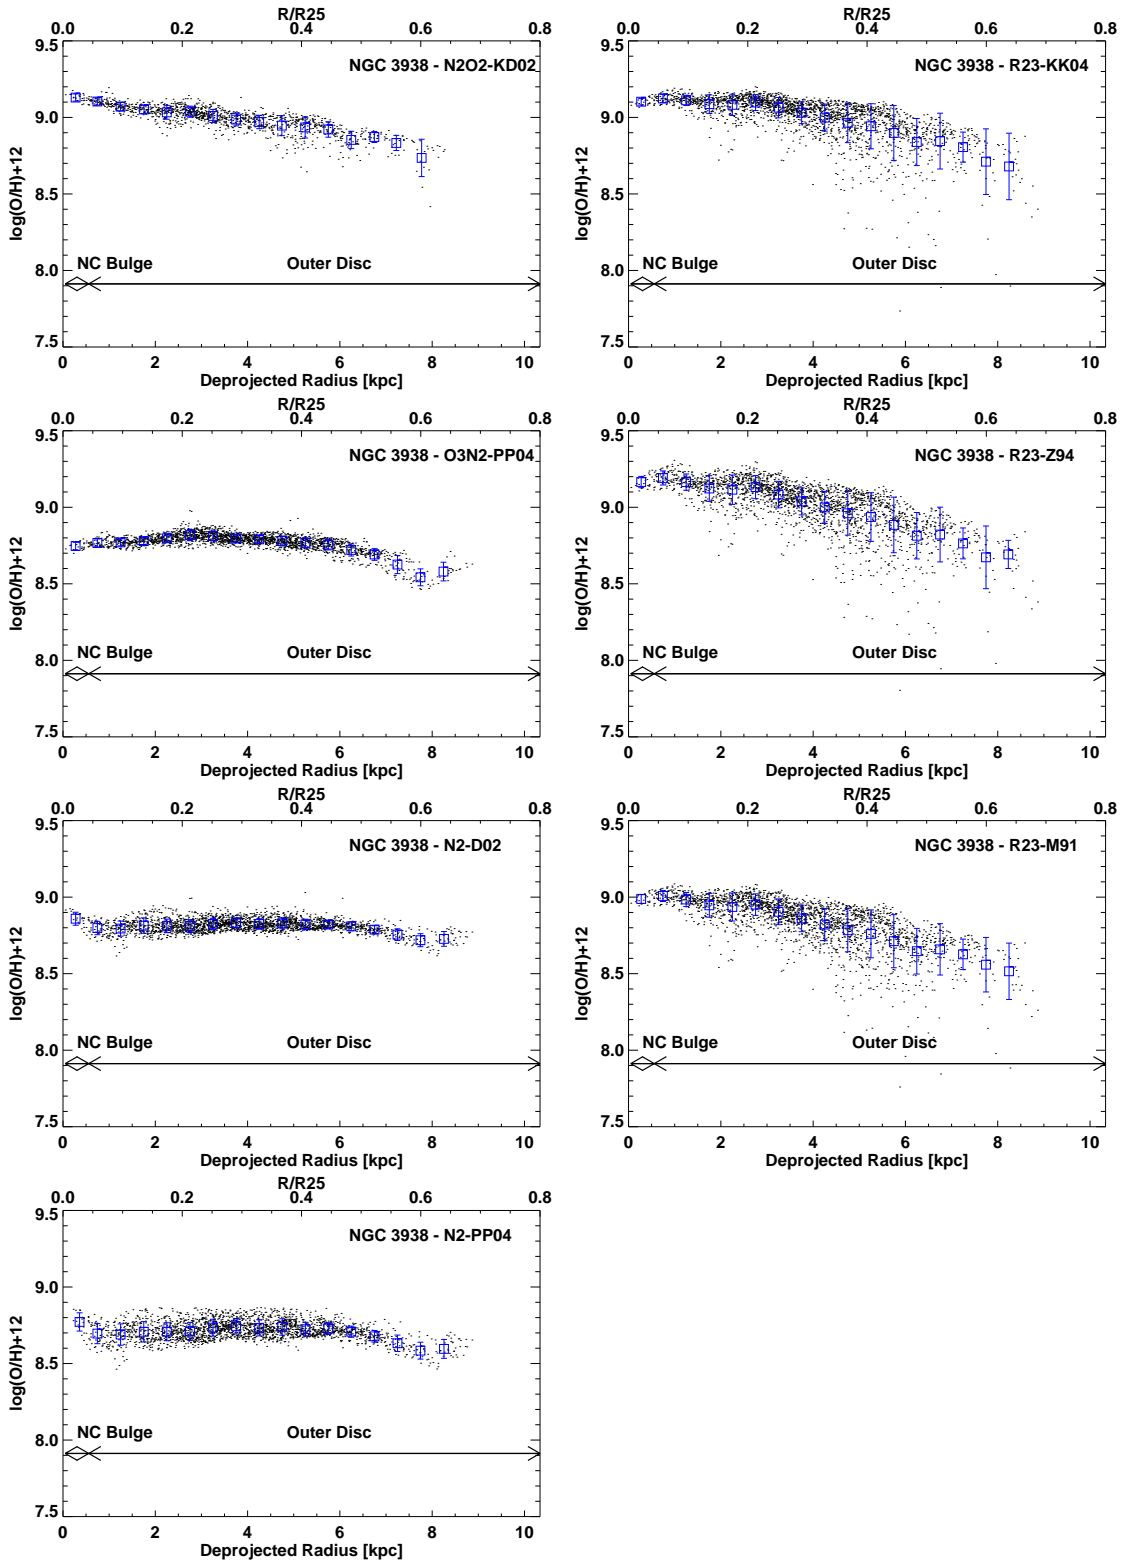 R/R25
0.0 0.2 0.4 0.6 0.8
9.5
NGC 3938 - N2O2-KD02
9.0
8.5
log(O/H)+12
8.0
NC Bulge Outer Disc
7.5
0 2 4 6 8 10
Deprojected Radius [kpc]
R/R25
0.0 0.2 0.4 0.6 0.8
9.5
NGC 3938 - R23-KK04
9.0
8.5
log(O/H)+12
8.0
NC Bulge Outer Disc
7.5
0 2 4 6 8 10
Deprojected Radius [kpc]
R/R25
0.0 0.2 0.4 0.6 0.8
9.5
NGC 3938 - O3N2-PP04
9.0
8.5
log(O/H)+12
8.0
NC Bulge Outer Disc
7.5
0 2 4 6 8 10
Deprojected Radius [kpc]
R/R25
0.0 0.2 0.4 0.6 0.8
9.5
NGC 3938 - R23-Z94
9.0
8.5
log(O/H)+12
8.0
NC Bulge Outer Disc
7.5
0 2 4 6 8 10
Deprojected Radius [kpc]
R/R25
0.0 0.2 0.4 0.6 0.8
9.5
NGC 3938 - N2-D02
9.0
8.5
log(O/H)+12
8.0
NC Bulge Outer Disc
7.5
0 2 4 6 8 10
Deprojected Radius [kpc]
R/R25
0.0 0.2 0.4 0.6 0.8
9.5
NGC 3938 - R23-M91
9.0
8.5
log(O/H)+12
8.0
NC Bulge Outer Disc
7.5
0 2 4 6 8 10
Deprojected Radius [kpc]
R/R25
0.0 0.2 0.4 0.6 0.8
9.5
NGC 3938 - N2-PP04
9.0
8.5
log(O/H)+12
8.0
NC Bulge Outer Disc
7.5
0 2 4 6 8 10
Deprojected Radius [kpc]